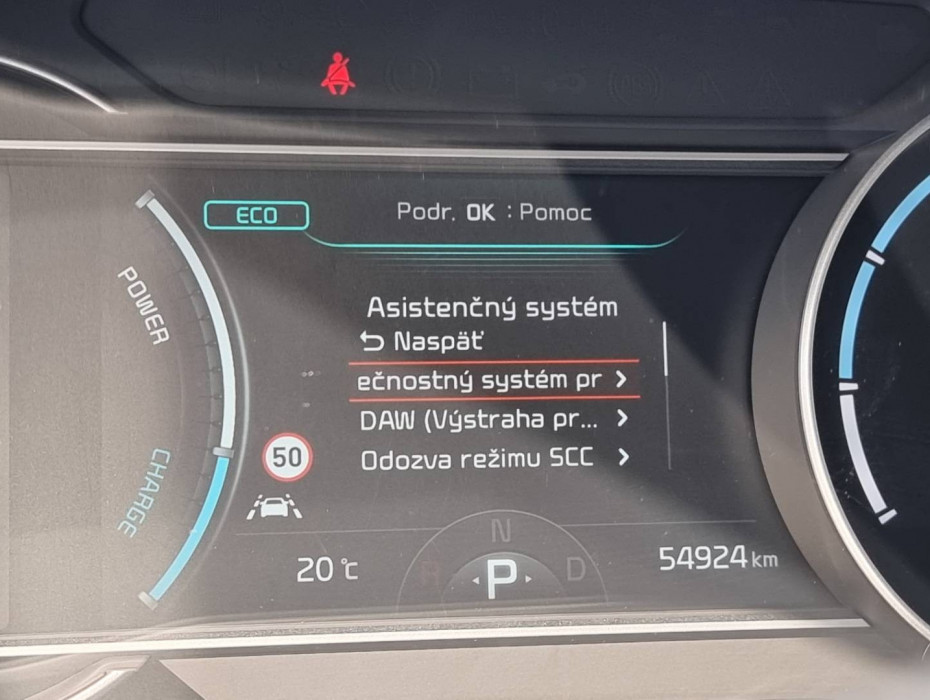 ECO
Podr. OK : Pomoc
POWER
Asistenčný systém
Naspäť
ečnostný systém pr
DAW (Výstraha pr...
50
Odozva režimu SCC
CHARGE
N
20 °C
R
P
D
54924 km